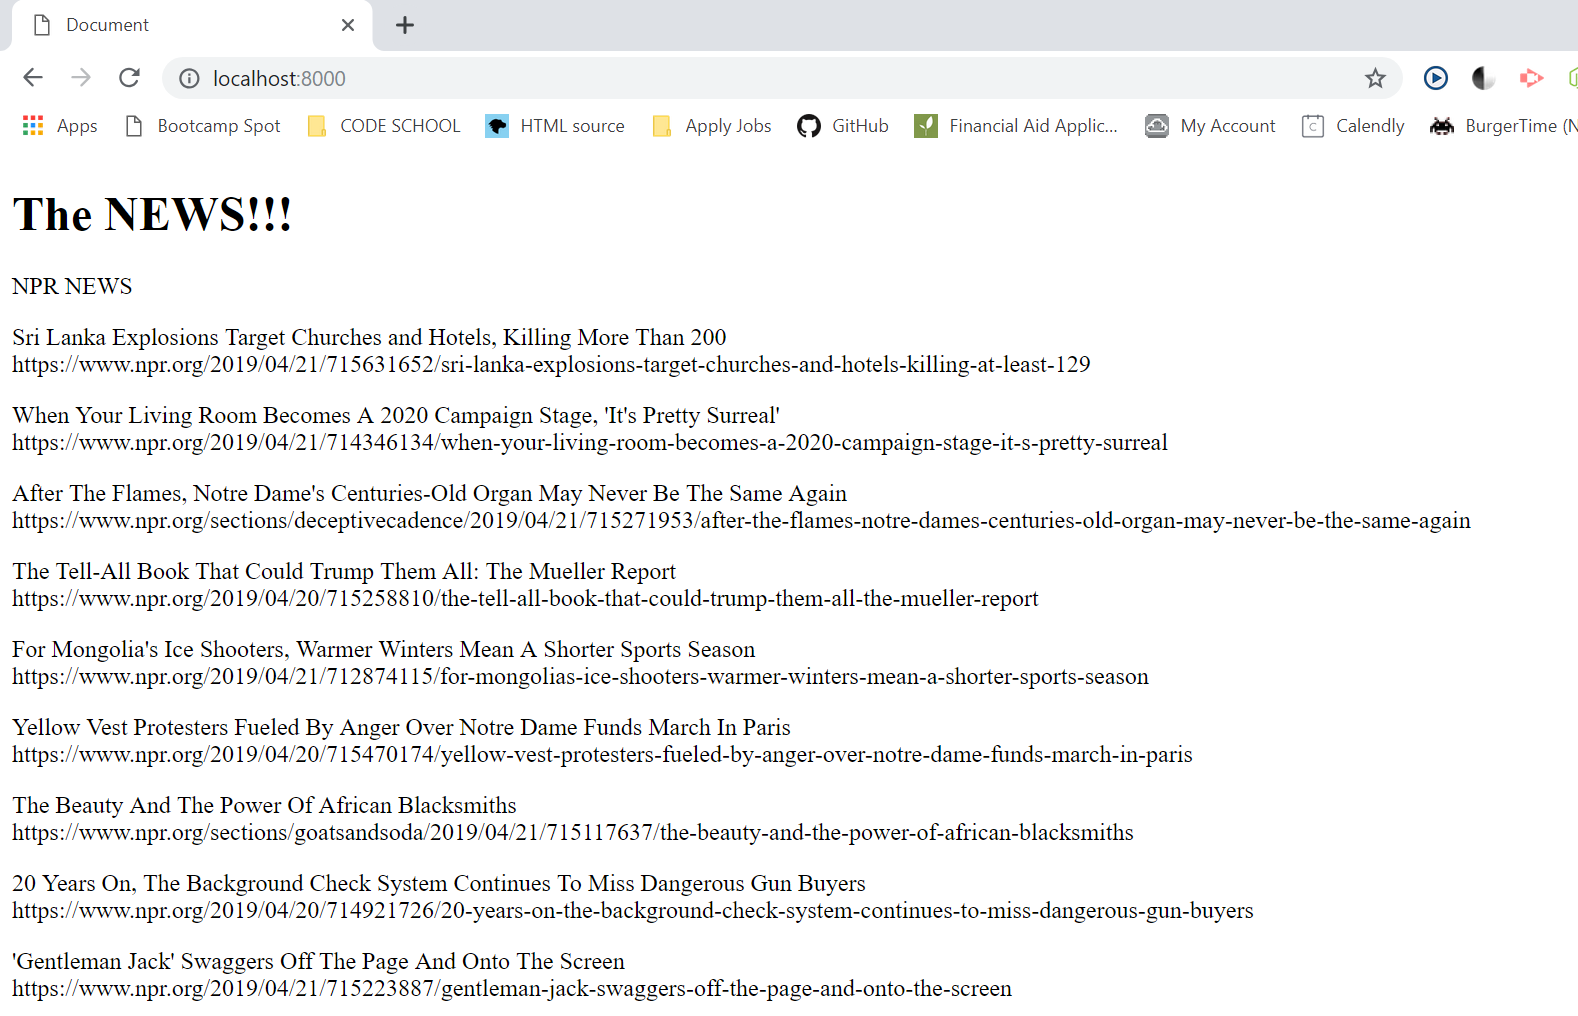 Document
localhost:8000
Apps Bootcamp Spot CODE SCHOOL HTML source Apply Jobs GitHub Financial Aid Applic... My Account Calendly BurgerTime (N
The NEWS!!!
NPR NEWS
Sri Lanka Explosions Target Churches and Hotels, Killing More Than 200
https://www.npr.org/2019/04/21/715631652/sri-lanka-explosions-target-churches-and-hotels-killing-at-least-129
When Your Living Room Becomes A 2020 Campaign Stage, 'It's Pretty Surreal'
https://www.npr.org/2019/04/21/714346134/when-your-living-room-becomes-a-2020-campaign-stage-it-s-pretty-surreal
After The Flames, Notre Dame's Centuries-Old Organ May Never Be The Same Again
https://www.npr.org/sections/deceptivecadence/2019/04/21/715271953/after-the-flames-notre-dames-centuries-old-organ-may-never-be-the-same-again
The Tell-All Book That Could Trump Them All: The Mueller Report
https://www.npr.org/2019/04/20/715258810/the-tell-all-book-that-could-trump-them-all-the-mueller-report
For Mongolia's Ice Shooters, Warmer Winters Mean A Shorter Sports Season
https://www.npr.org/2019/04/21/712874115/for-mongolias-ice-shooters-warmer-winters-mean-a-shorter-sports-season
Yellow Vest Protesters Fueled By Anger Over Notre Dame Funds March In Paris
https://www.npr.org/2019/04/20/715470174/yellow-vest-protesters-fueled-by-anger-over-notre-dame-funds-march-in-paris
The Beauty And The Power Of African Blacksmiths
https://www.npr.org/sections/goatsandsoda/2019/04/21/715117637/the-beauty-and-the-power-of-african-blacksmiths
20 Years On, The Background Check System Continues To Miss Dangerous Gun Buyers
https://www.npr.org/2019/04/20/714921726/20-years-on-the-background-check-system-continues-to-miss-dangerous-gun-buyers
'Gentleman Jack' Swaggers Off The Page And Onto The Screen
https://www.npr.org/2019/04/21/715223887/gentleman-jack-swaggers-off-the-page-and-onto-the-screen